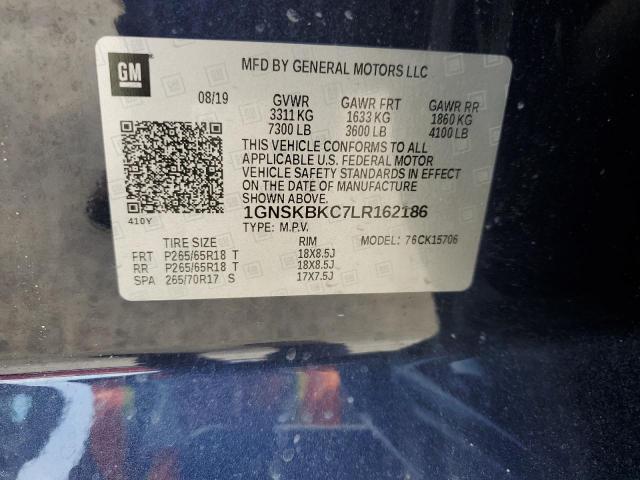 GM
MFD BY GENERAL MOTORS LLC
08/19 GVWR GAWR FRT GAWR RR
3311 KG 1633 KG 1860 KG
7300 LB 3600 LB 4100 LB
THIS VEHICLE CONFORMS TO ALL
APPLICABLE U.S. FEDERAL MOTOR
VEHICLE SAFETY STANDARDS IN EFFECT
ON THE DATE OF MANUFACTURE
SHOWN ABOVE.
1GNSKBKC7LR162186
410Y
TYPE: M.P.V.
TIRE SIZE RIM MODEL: 76CK15706
FRT P265/65R18 T 18X8.5J
RR P265/65R18 T 18X8.5J
SPA 265/70R17 S 17X7.5J